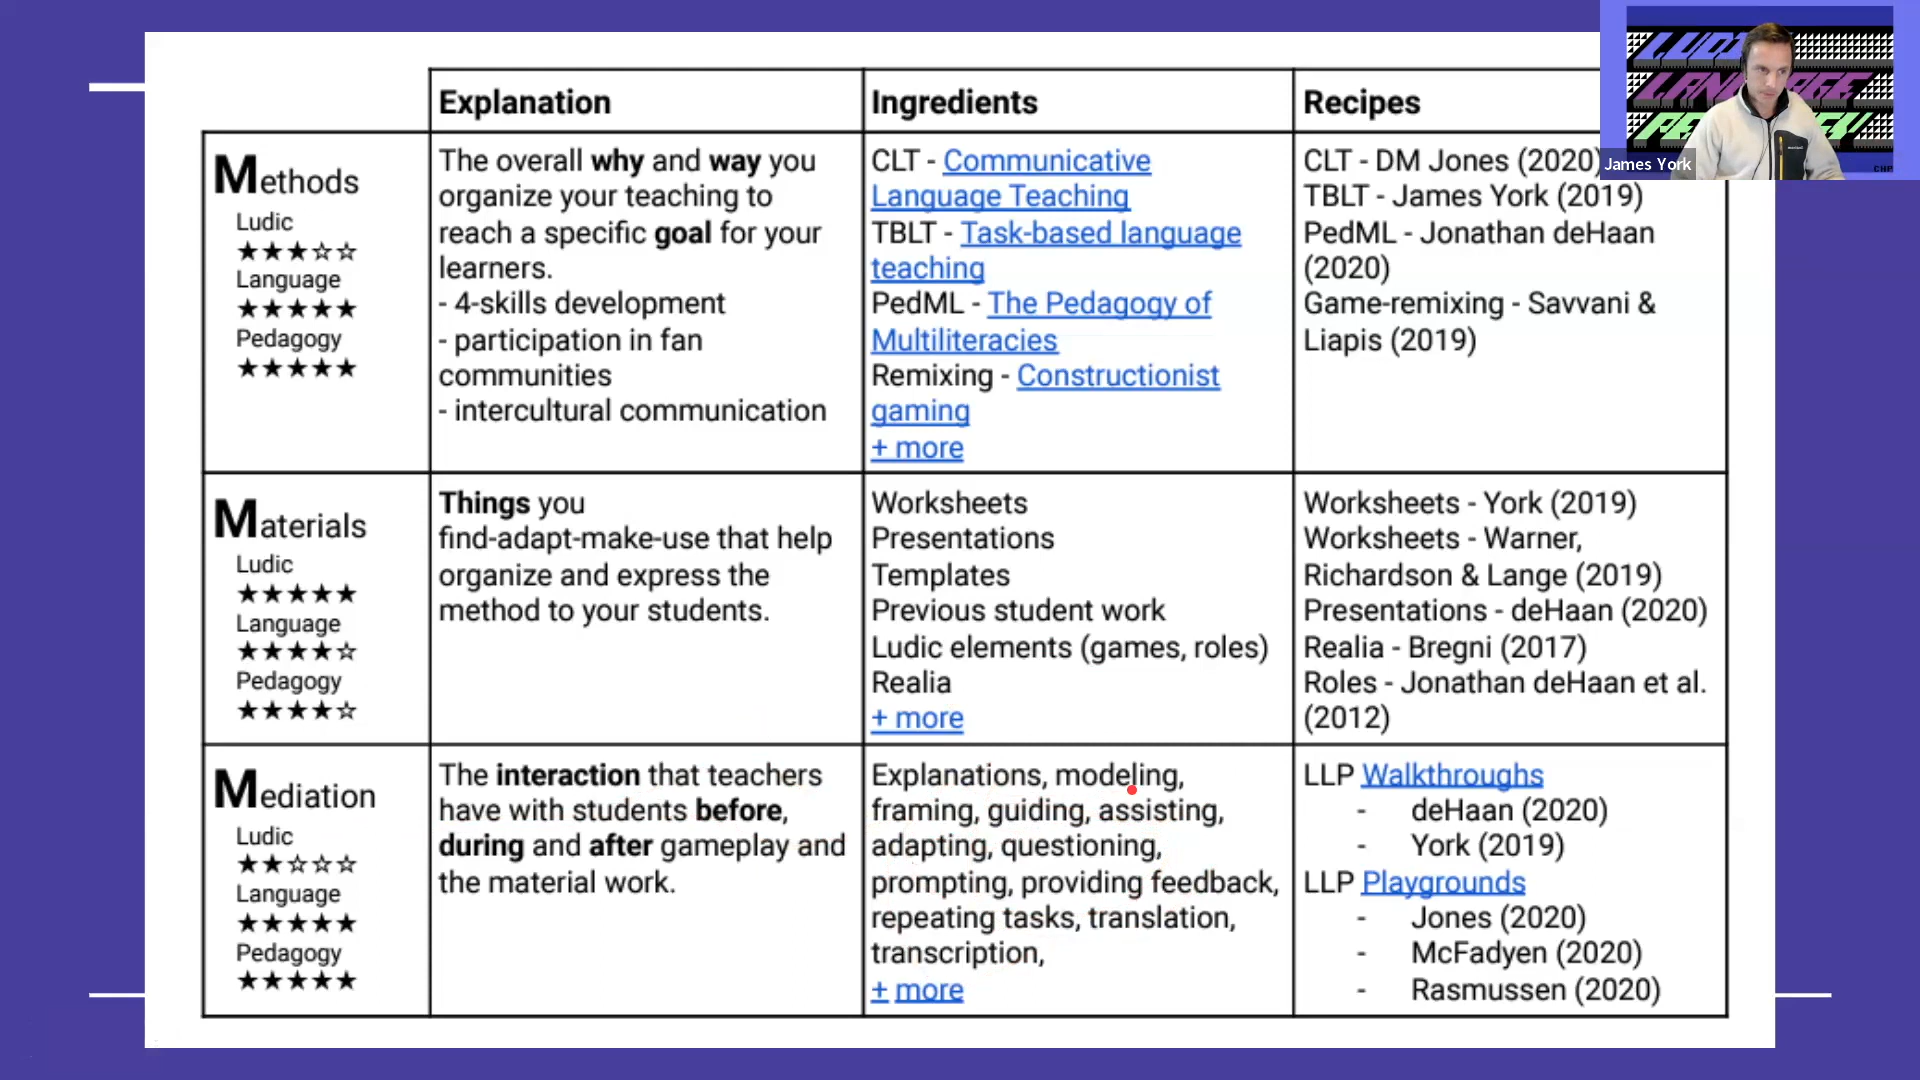 Explanation
Ingredients
Recipes
Methods
Ludic
★★★☆☆
Language
★★★★★
Pedagogy
★★★★★
The overall why and way you
organize your teaching to
reach a specific goal for your
learners.
- 4-skills development
- participation in fan
communities
- intercultural communication
CLT - Communicative
Language Teaching
TBLT - Task-based language
teaching
PedML - The Pedagogy of
Multiliteracies
Remixing - Constructionist
gaming
+ more
CLT - DM Jones (2020)
TBLT - James York (2019)
PedML - Jonathan deHaan
(2020)
Game-remixing - Savvani &
Liapis (2019)
Materials
Ludic
★★★★★
Language
★★★★☆
Pedagogy
★★★★☆
Things you
find-adapt-make-use that help
organize and express the
method to your students.
Worksheets
Presentations
Templates
Previous student work
Ludic elements (games, roles)
Realia
+ more
Worksheets - York (2019)
Worksheets - Warner,
Richardson & Lange (2019)
Presentations - deHaan (2020)
Realia - Bregni (2017)
Roles - Jonathan deHaan et al.
(2012)
Mediation
Ludic
★★☆☆☆
Language
★★★★★
Pedagogy
★★★★★
The interaction that teachers
have with students before,
during and after gameplay and
the material work.
Explanations, modeling,
framing, guiding, assisting,
adapting, questioning,
prompting, providing feedback,
repeating tasks, translation,
transcription,
+ more
LLP Walkthroughs
- deHaan (2020)
- York (2019)
LLP Playgrounds
- Jones (2020)
- McFadyen (2020)
- Rasmussen (2020)
James York